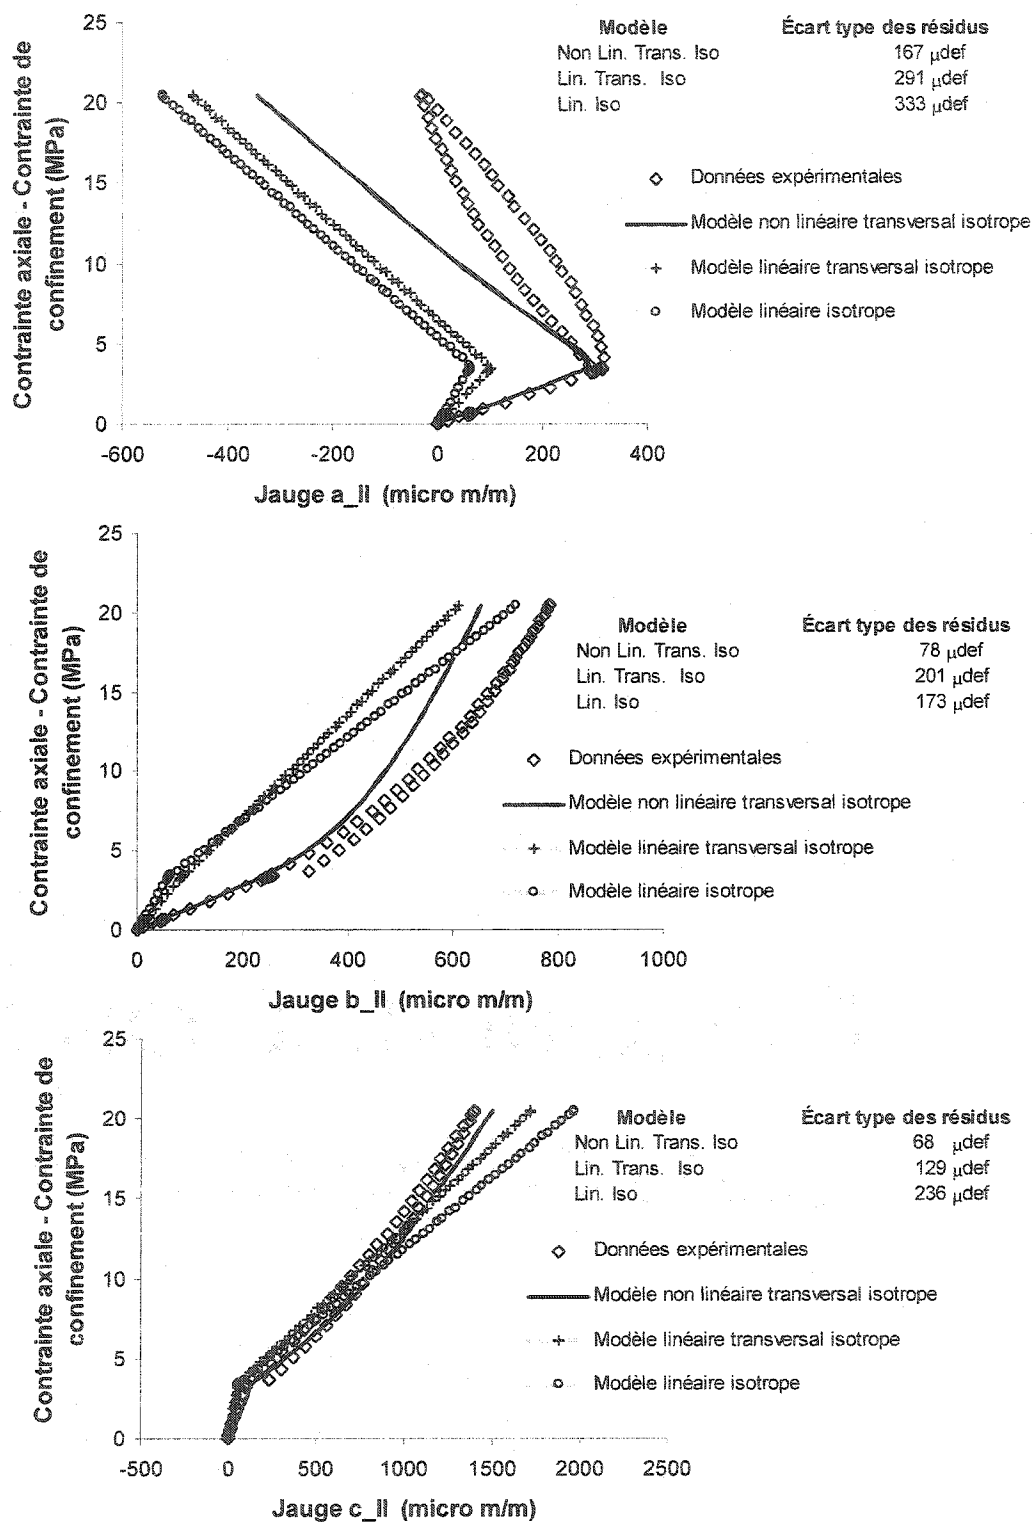 Modèle Écart type des résidus
Non Lin. Trans. Iso 167 μdef
Lin. Trans. Iso 291 μdef
Lin. Iso 333 μdef
Données expérimentales
Modèle non linéaire transversal isotrope
Modèle linéaire transversal isotrope
Modèle linéaire isotrope
Contrainte axiale - Contrainte de
confinement (MPa)
25
20
15
10
5
0
-600 -400 -200 0 200 400
Jauge a_II (micro m/m)
Modèle Écart type des résidus
Non Lin. Trans. Iso 78 μdef
Lin. Trans. Iso 201 μdef
Lin. Iso 173 μdef
Données expérimentales
Modèle non linéaire transversal isotrope
Modèle linéaire transversal isotrope
Modèle linéaire isotrope
Contrainte axiale - Contrainte de
confinement (MPa)
25
20
15
10
5
0
0 200 400 600 800 1000
Jauge b_II (micro m/m)
Modèle Écart type des résidus
Non Lin. Trans. Iso 68 μdef
Lin. Trans. Iso 129 μdef
Lin. Iso 236 μdef
Données expérimentales
Modèle non linéaire transversal isotrope
Modèle linéaire transversal isotrope
Modèle linéaire isotrope
Contrainte axiale - Contrainte de
confinement (MPa)
25
20
15
10
5
0
-500 0 500 1000 1500 2000 2500
Jauge c_II (micro m/m)